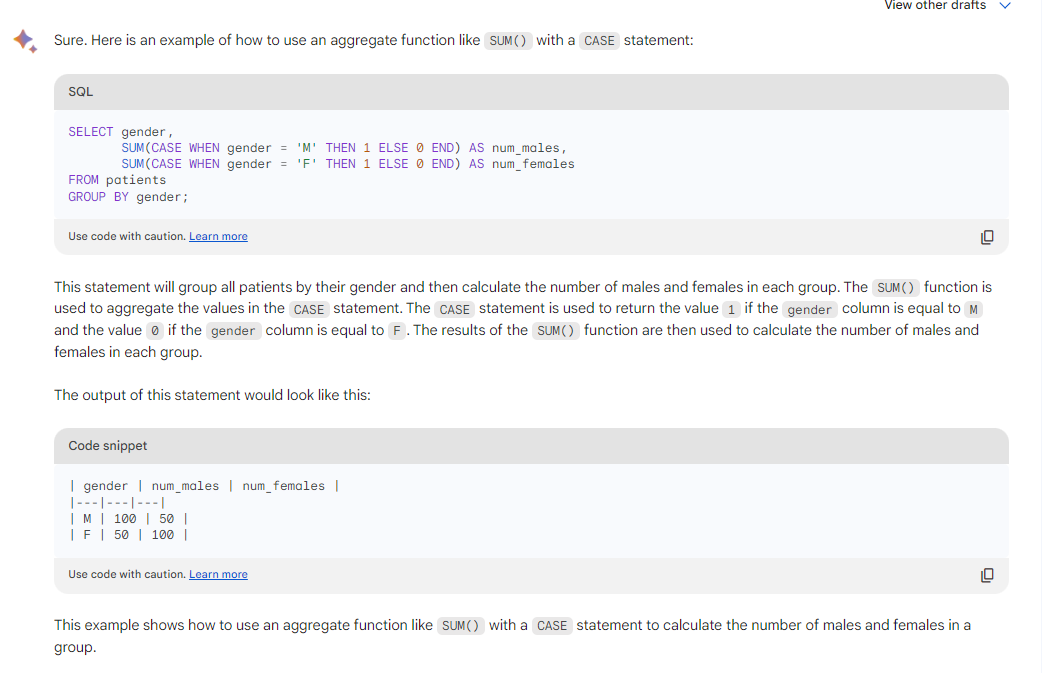 View other drafts
Sure. Here is an example of how to use an aggregate function like SUM() with a CASE statement:
SQL
SELECT gender,
       SUM(CASE WHEN gender = 'M' THEN 1 ELSE 0 END) AS num_males,
       SUM(CASE WHEN gender = 'F' THEN 1 ELSE 0 END) AS num_females
FROM patients
GROUP BY gender;
Use code with caution. Learn more
This statement will group all patients by their gender and then calculate the number of males and females in each group. The SUM() function is
used to aggregate the values in the CASE statement. The CASE statement is used to return the value 1 if the gender column is equal to M
and the value 0 if the gender column is equal to F. The results of the SUM() function are then used to calculate the number of males and
females in each group.
The output of this statement would look like this:
Code snippet
| gender | num_males | num_females |
|---|---|---|
| M | 100 | 50 |
| F | 50 | 100 |
Use code with caution. Learn more
This example shows how to use an aggregate function like SUM() with a CASE statement to calculate the number of males and females in a
group.